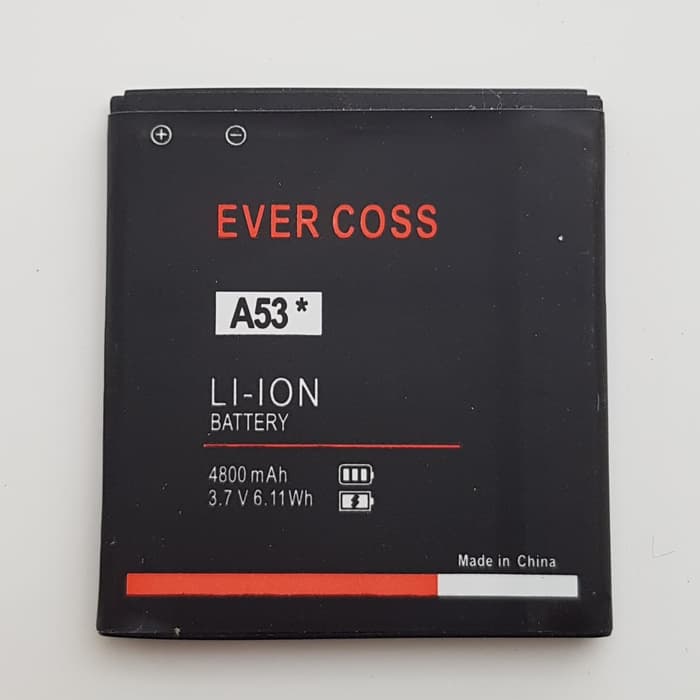 ⊕ ⊖
EVER COSS
A53*
LI-ION
BATTERY
4800 mAh
3.7 V 6.11Wh
Made in China